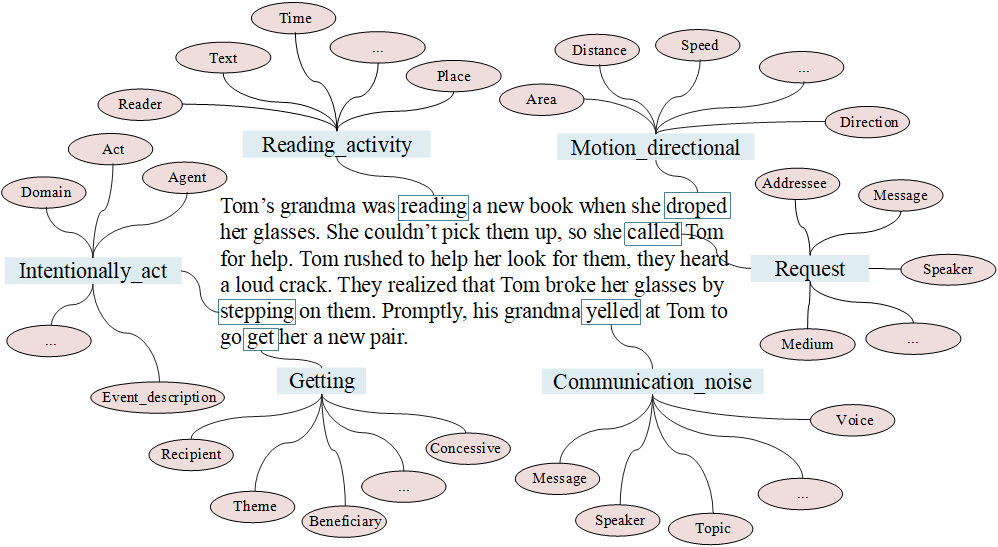 Time
Distance
Speed
Text
...
...
Place
Reader
Area
Direction
Reading_activity
Motion_directional
Act
Domain
Agent
Addressee
Message
Tom's grandma was reading a new book when she droped
her glasses. She couldn't pick them up, so she called Tom
for help. Tom rushed to help her look for them, they heard
a loud crack. They realized that Tom broke her glasses by
stepping on them. Promptly, his grandma yelled at Tom to
go get her a new pair.
Intentionally_act
Request
Speaker
...
Medium
...
Getting
Communication_noise
Event_description
Voice
Recipient
Concessive
Message
...
...
Theme
Beneficiary
Speaker
Topic